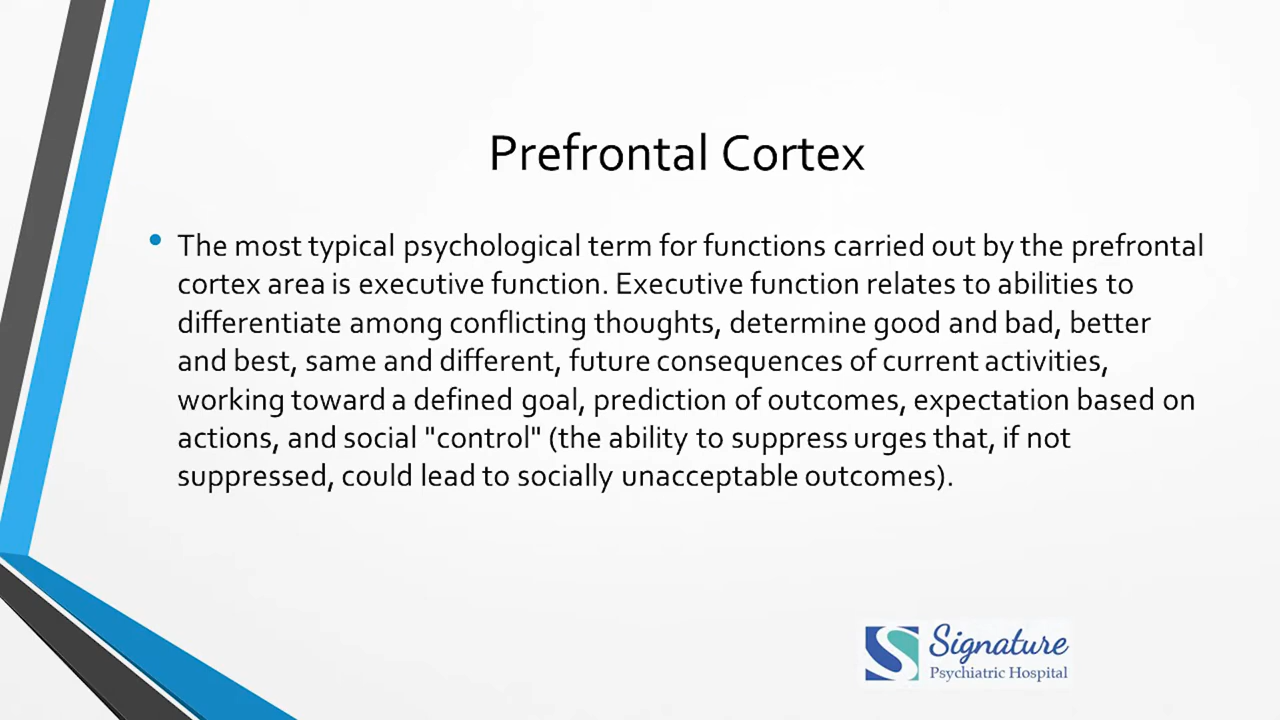 Prefrontal Cortex
• The most typical psychological term for functions carried out by the prefrontal
cortex area is executive function. Executive function relates to abilities to
differentiate among conflicting thoughts, determine good and bad, better
and best, same and different, future consequences of current activities,
working toward a defined goal, prediction of outcomes, expectation based on
actions, and social "control" (the ability to suppress urges that, if not
suppressed, could lead to socially unacceptable outcomes).
Signature
Psychiatric Hospital